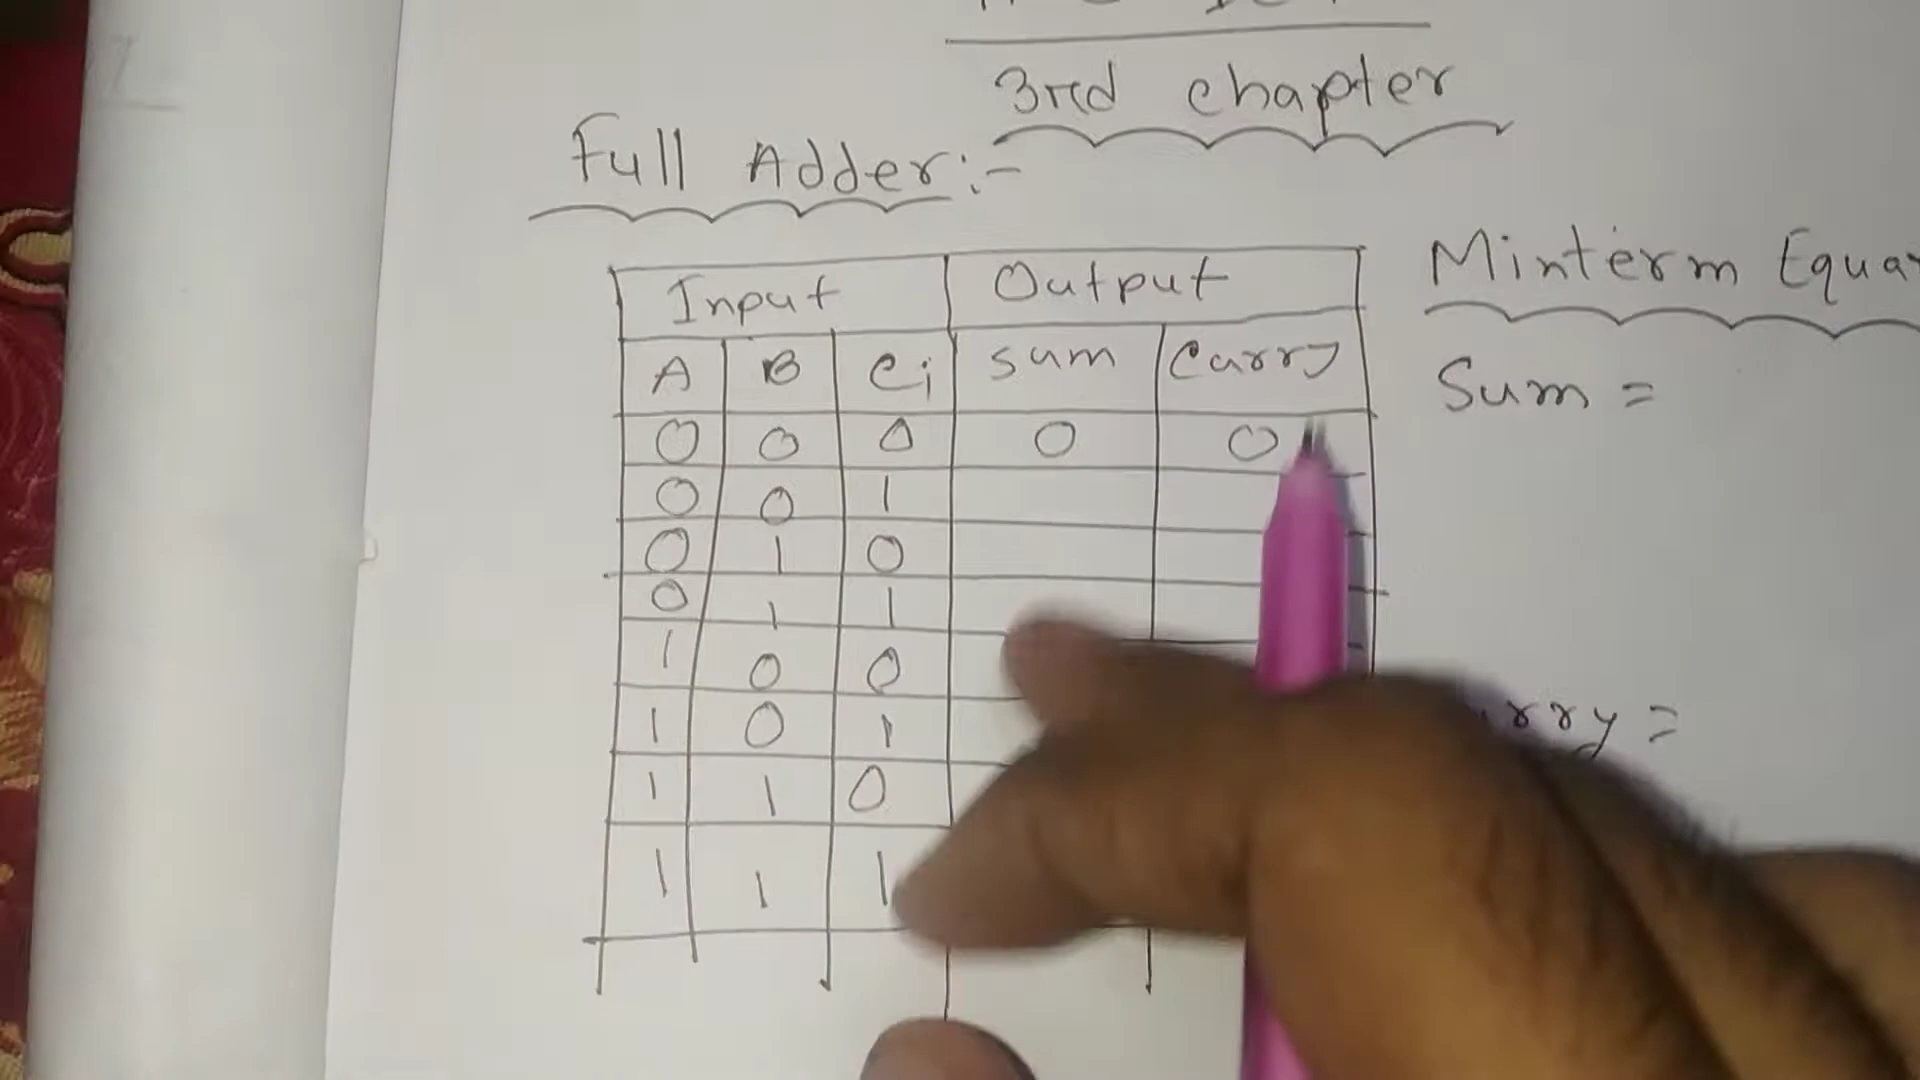 3rd chapter
Full Adder:-
Input Output
A B Ci Sum Carry
0 0 0 0 0
0 0 1
0 1 0
0 1 1
1 0 0
1 0 1
1 1 0
1 1 1
Minterm
Sum =